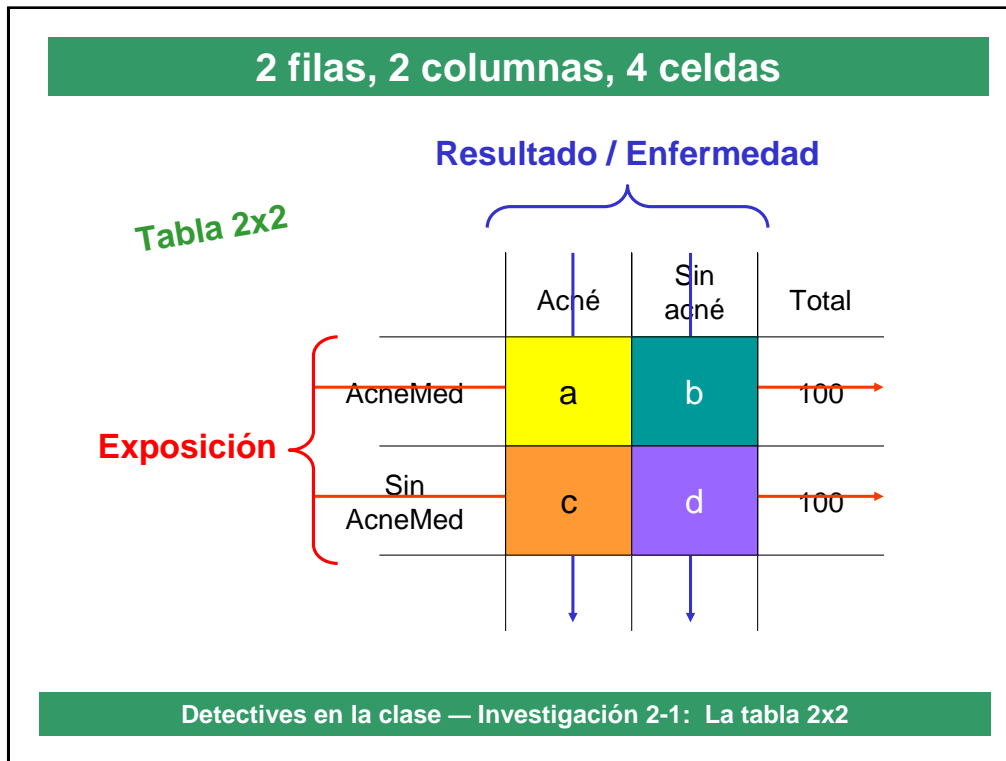 2 filas, 2 columnas, 4 celdas
Resultado / Enfermedad
Tabla 2x2
Acné
Sin
acné
Total
AcneMed
a
b
100
Exposición
Sin
AcneMed
c
d
100
Detectives en la clase — Investigación 2-1: La tabla 2x2